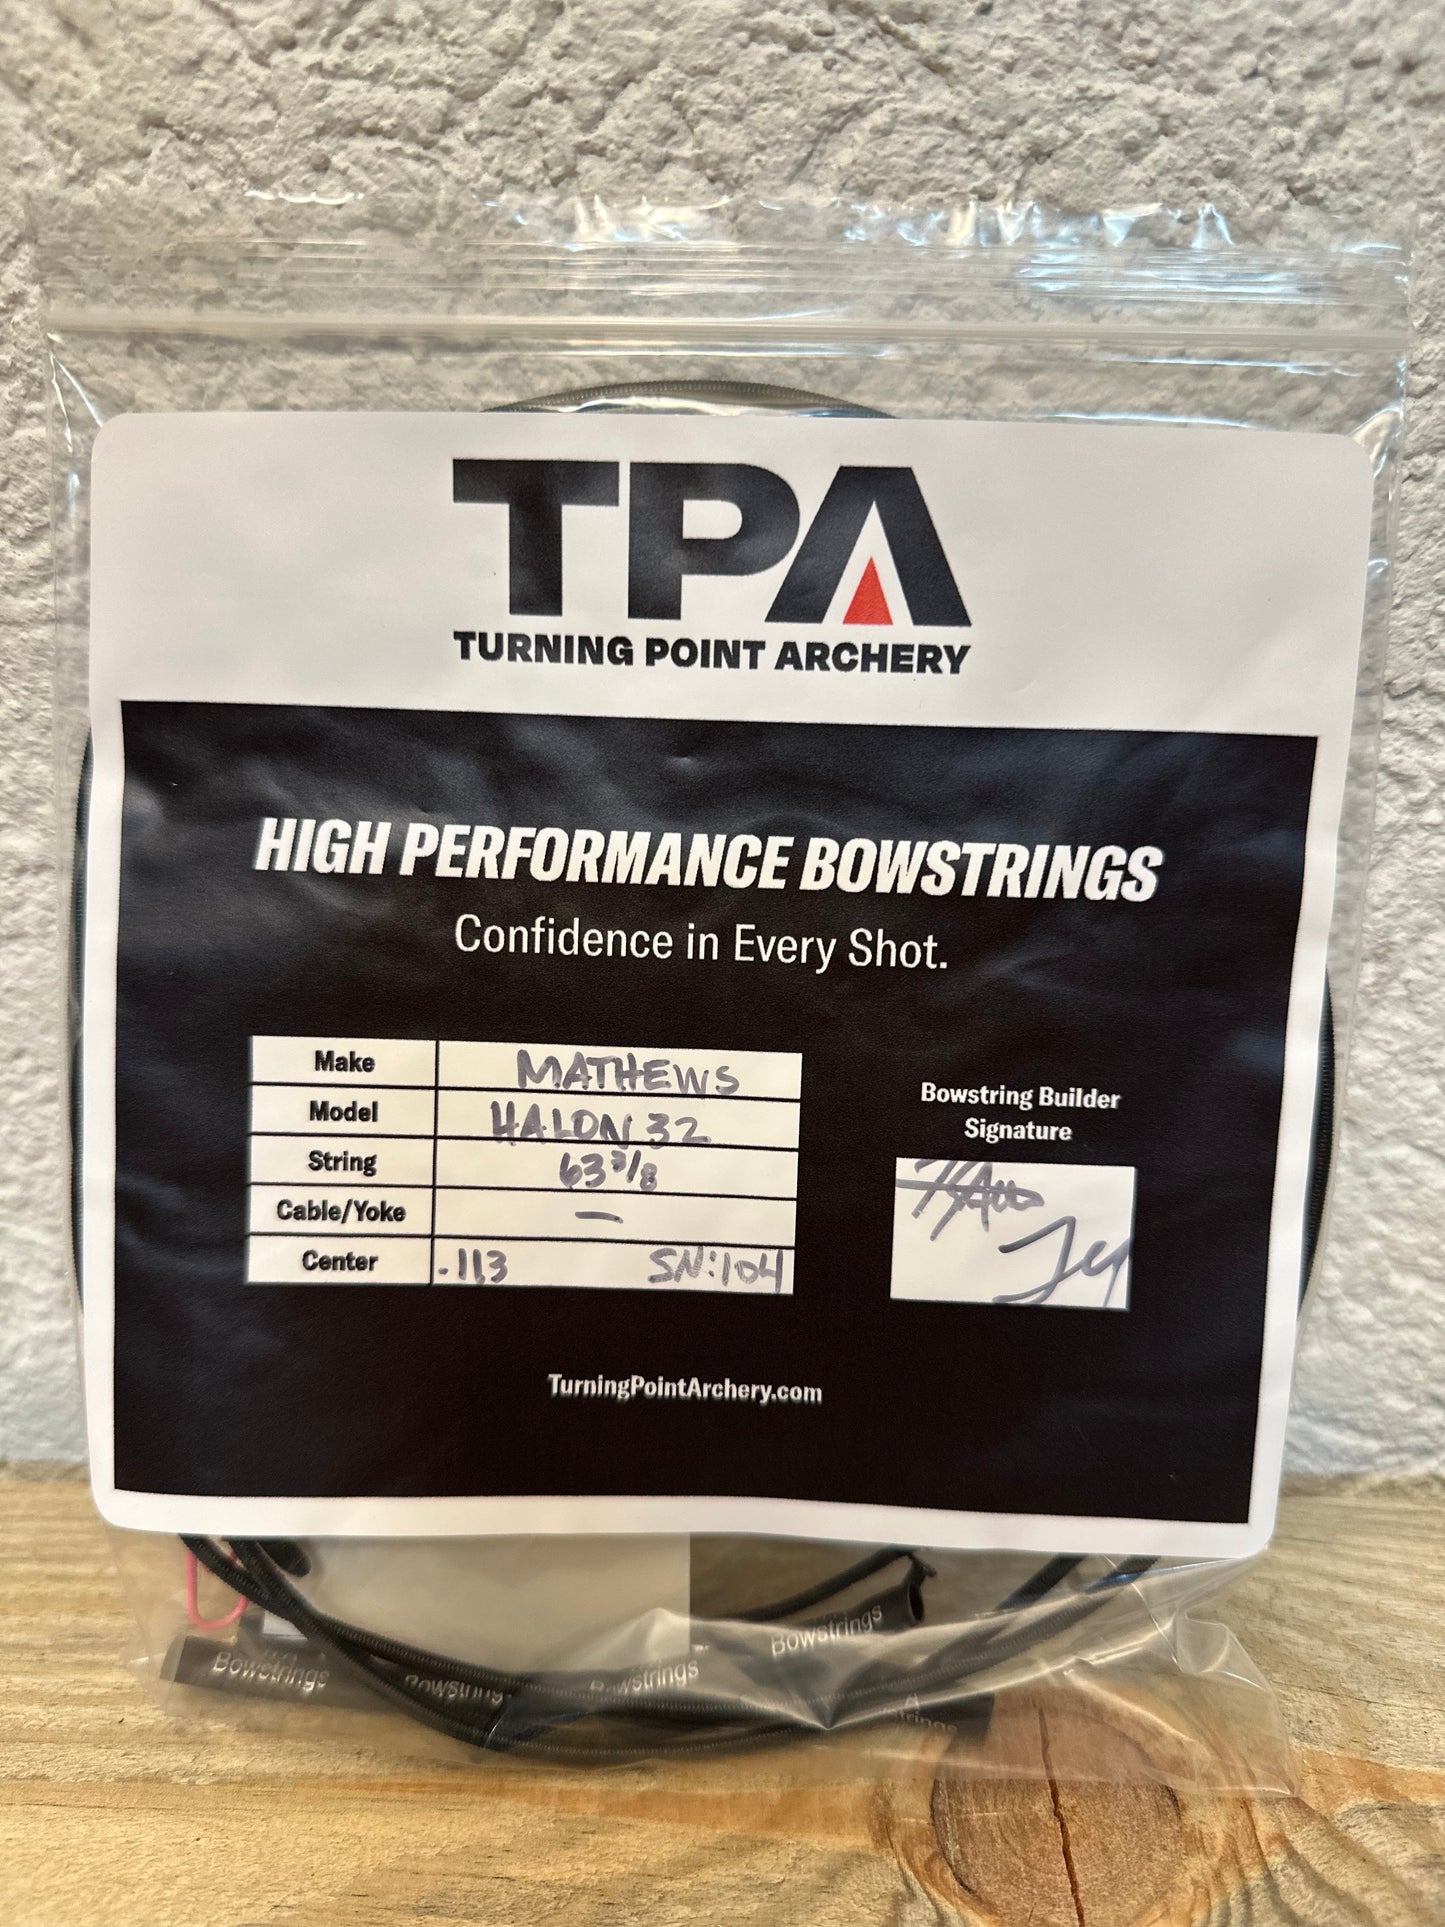 TPA
TURNING POINT ARCHERY
HIGH PERFORMANCE BOWSTRINGS
Confidence in Every Shot.
Make MATHEWS
Model HALON 32
String 63 3/8
Cable/Yoke —
Center .113 SN:104
Bowstring Builder
Signature
TurningPointArchery.com
Bowstrings
Bowstrings
Bowstrings
Bowstrings